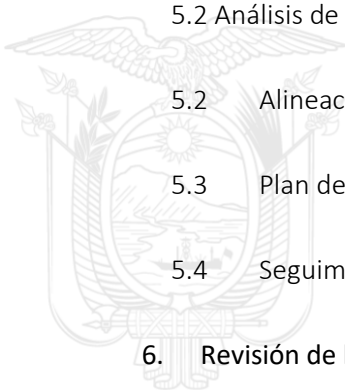 5.2 Análisis de
5.2 Alineac
5.3 Plan de
5.4 Seguim
6. Revisión de